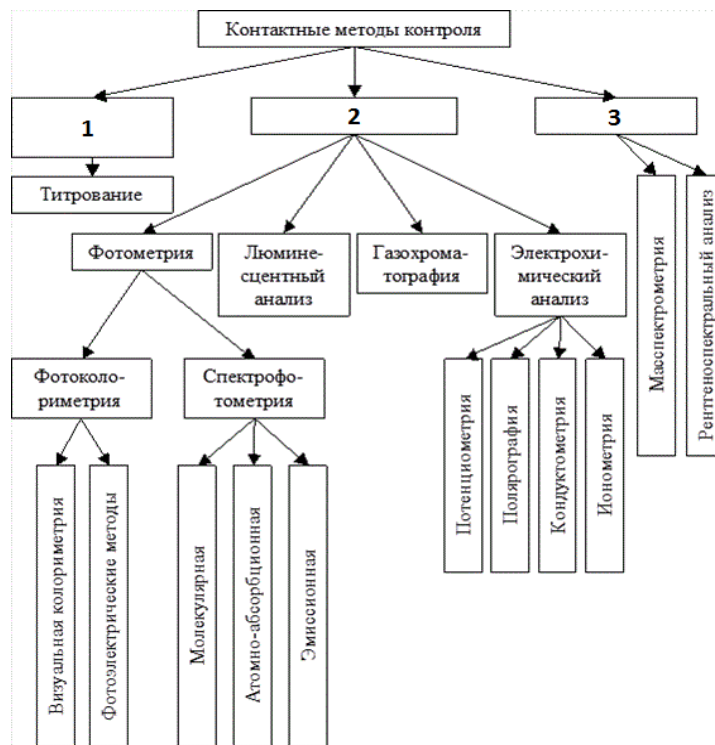 Контактные методы контроля
1
2
3
Титрование
Фотометрия
Люмине-
сцентный
анализ
Газохрома-
тография
Электрохи-
мический
анализ
Масспектрометрия
Рентгеноспектральный анализ
Фотоколо-
риметрия
Спектрофо-
тометрия
Потенциометрия
Полярография
Кондуктометрия
Ионометрия
Визуальная колориметрия
Фотоэлектрические методы
Молекулярная
Атомно-абсорбционная
Эмиссионная